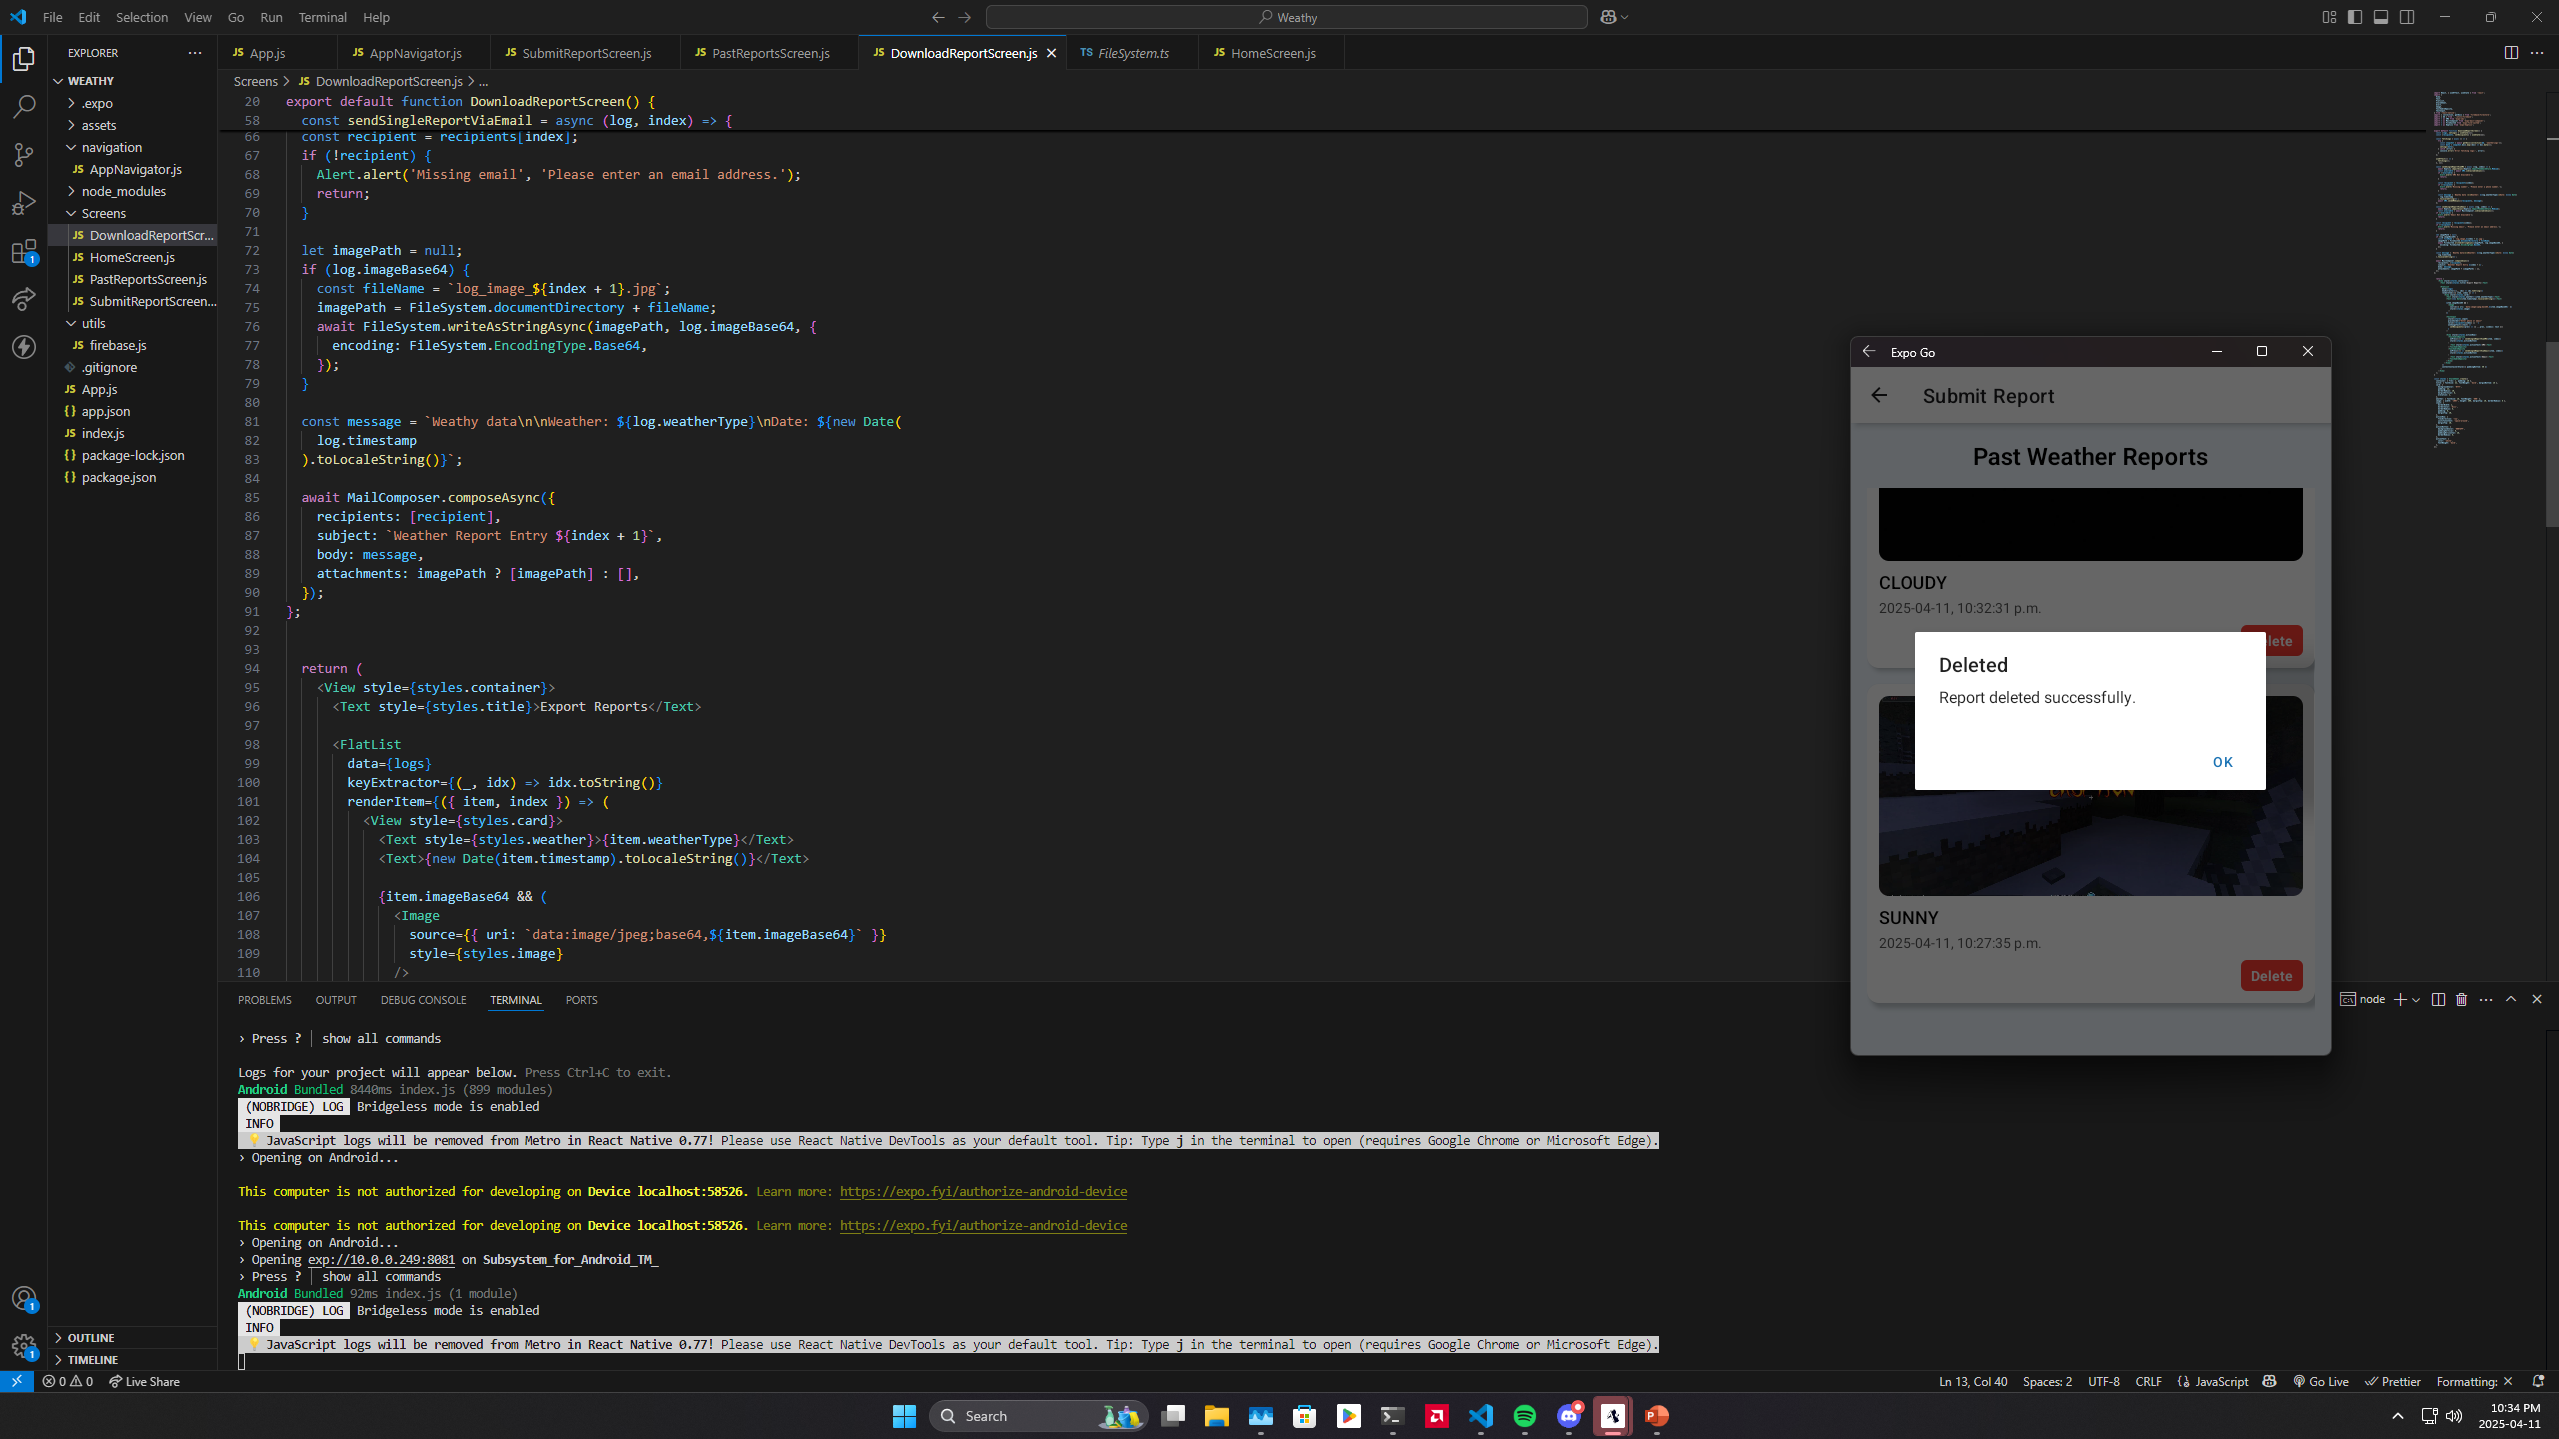 File Edit Selection View Go Run Terminal Help
Weathy
EXPLORER
WEATHY
.expo
assets
navigation
JS AppNavigator.js
node_modules
Screens
JS DownloadReportScr...
JS HomeScreen.js
JS PastReportsScreen.js
JS SubmitReportScreen...
utils
JS firebase.js
.gitignore
JS App.js
{} app.json
JS index.js
{} package-lock.json
{} package.json
OUTLINE
TIMELINE
JS App.js JS AppNavigator.js JS SubmitReportScreen.js JS PastReportsScreen.js JS DownloadReportScreen.js TS FileSystem.ts JS HomeScreen.js
Screens > JS DownloadReportScreen.js > ...
20 export default function DownloadReportScreen() {
58 const sendSingleReportViaEmail = async (log, index) => {
66 const recipient = recipients[index];
67 if (!recipient) {
68 Alert.alert('Missing email', 'Please enter an email address.');
69 return;
70 }
71
72 let imagePath = null;
73 if (log.imageBase64) {
74 const fileName = `log_image_${index + 1}.jpg`;
75 imagePath = FileSystem.documentDirectory + fileName;
76 await FileSystem.writeAsStringAsync(imagePath, log.imageBase64, {
77 encoding: FileSystem.EncodingType.Base64,
78 });
79 }
80
81 const message = `Weathy data\n\nWeather: ${log.weatherType}\nDate: ${new Date(
82 log.timestamp
83 ).toLocaleString()}`;
84
85 await MailComposer.composeAsync({
86 recipients: [recipient],
87 subject: `Weather Report Entry ${index + 1}`,
88 body: message,
89 attachments: imagePath ? [imagePath] : [],
90 });
91 };
92
93
94 return (
95 <View style={styles.container}>
96 <Text style={styles.title}>Export Reports</Text>
97
98 <FlatList
99 data={logs}
100 keyExtractor={(_, idx) => idx.toString()}
101 renderItem={({ item, index }) => (
102 <View style={styles.card}>
103 <Text style={styles.weather}>{item.weatherType}</Text>
104 <Text>{new Date(item.timestamp).toLocaleString()}</Text>
105
106 {item.imageBase64 && (
107 <Image
108 source={{ uri: `data:image/jpeg;base64,${item.imageBase64}` }}
109 style={styles.image}
110 />
PROBLEMS OUTPUT DEBUG CONSOLE TERMINAL PORTS
node
› Press ? │ show all commands
Logs for your project will appear below. Press Ctrl+C to exit.
Android Bundled 8440ms index.js (899 modules)
(NOBRIDGE) LOG Bridgeless mode is enabled
INFO
💡 JavaScript logs will be removed from Metro in React Native 0.77! Please use React Native DevTools as your default tool. Tip: Type j in the terminal to open (requires Google Chrome or Microsoft Edge).
› Opening on Android...
This computer is not authorized for developing on Device localhost:58526. Learn more: https://expo.fyi/authorize-android-device
This computer is not authorized for developing on Device localhost:58526. Learn more: https://expo.fyi/authorize-android-device
› Opening on Android...
› Opening exp://10.0.0.249:8081 on Subsystem_for_Android_TM_
› Press ? │ show all commands
Android Bundled 92ms index.js (1 module)
(NOBRIDGE) LOG Bridgeless mode is enabled
INFO
💡 JavaScript logs will be removed from Metro in React Native 0.77! Please use React Native DevTools as your default tool. Tip: Type j in the terminal to open (requires Google Chrome or Microsoft Edge).
Expo Go
Submit Report
Past Weather Reports
CLOUDY
2025-04-11, 10:32:31 p.m.
lete
Deleted
Report deleted successfully.
OK
SUNNY
2025-04-11, 10:27:35 p.m.
Delete
0 0 Live Share
Ln 13, Col 40 Spaces: 2 UTF-8 CRLF {} JavaScript Go Live Prettier Formatting: ×
Search
10:34 PM
2025-04-11